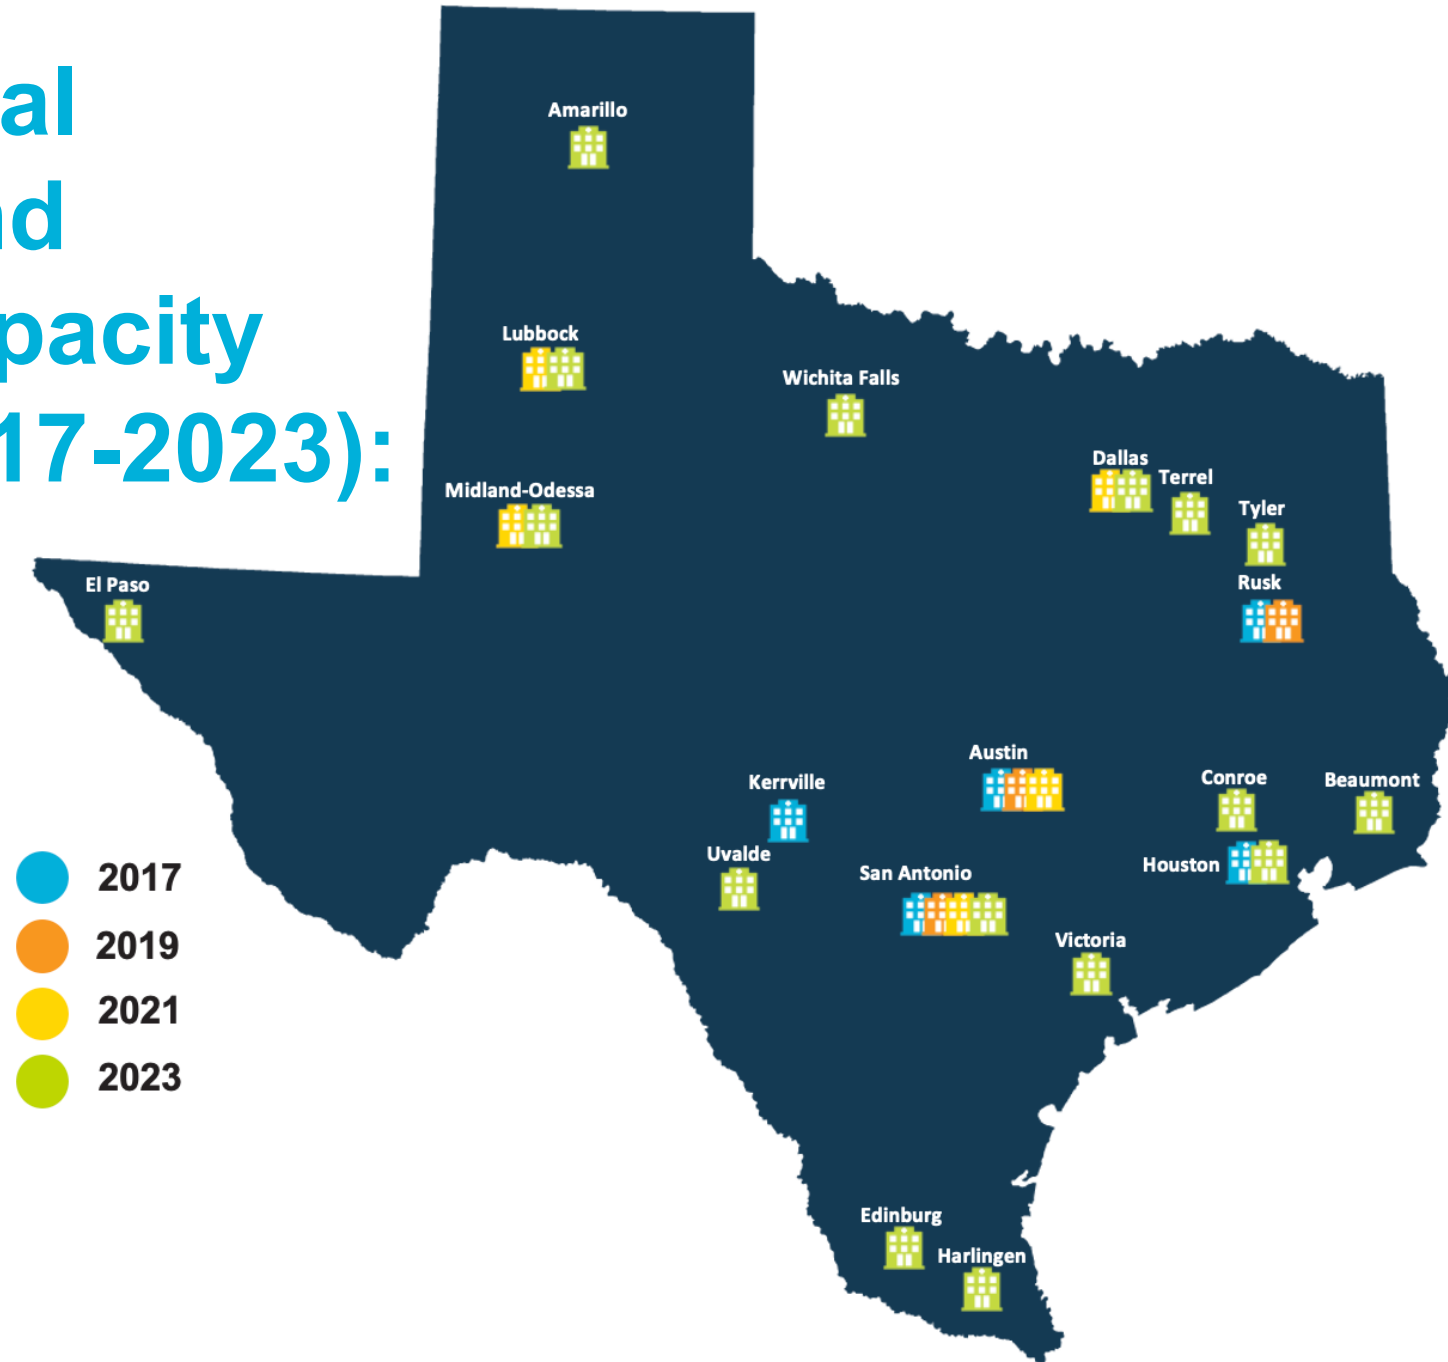 al
nd
pacity
17-2023):
Amarillo
Lubbock
Wichita Falls
Midland-Odessa
Dallas
Terrel
Tyler
Rusk
El Paso
Austin
Kerrville
Conroe
Beaumont
Uvalde
San Antonio
Houston
Victoria
Edinburg
Harlingen
2017
2019
2021
2023